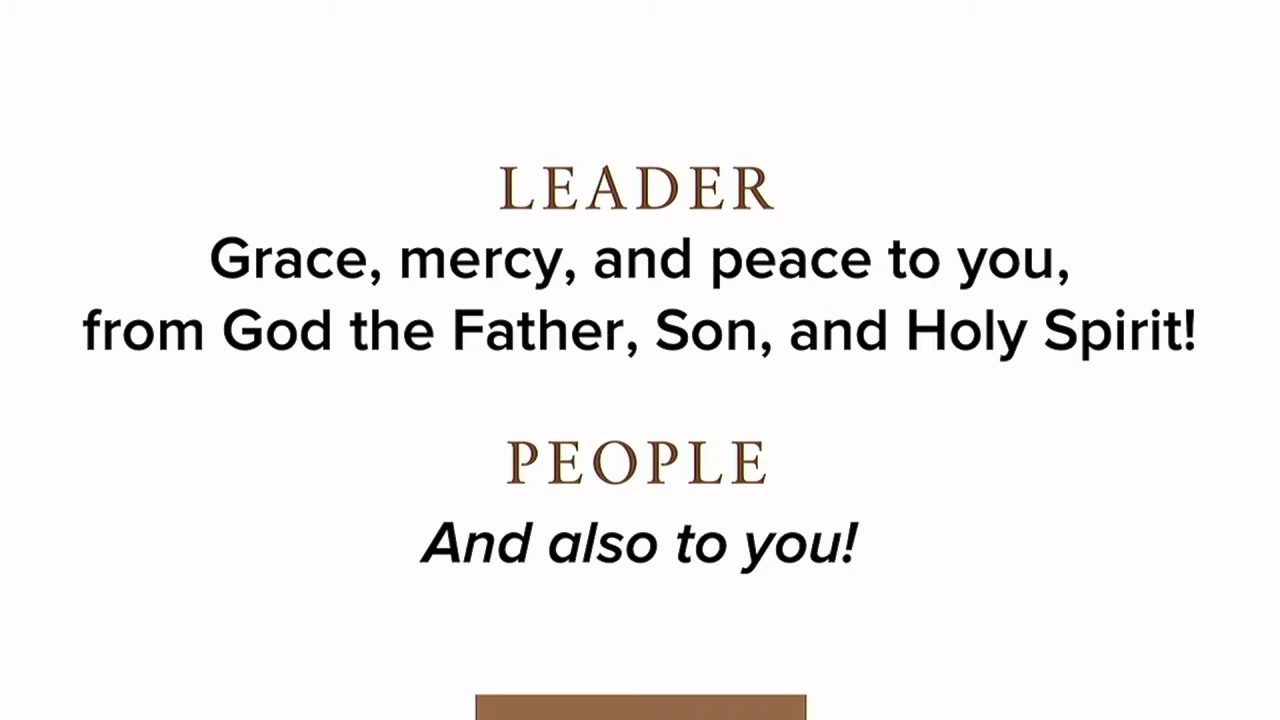 LEADER
Grace, mercy, and peace to you,
from God the Father, Son, and Holy Spirit!
PEOPLE
And also to you!